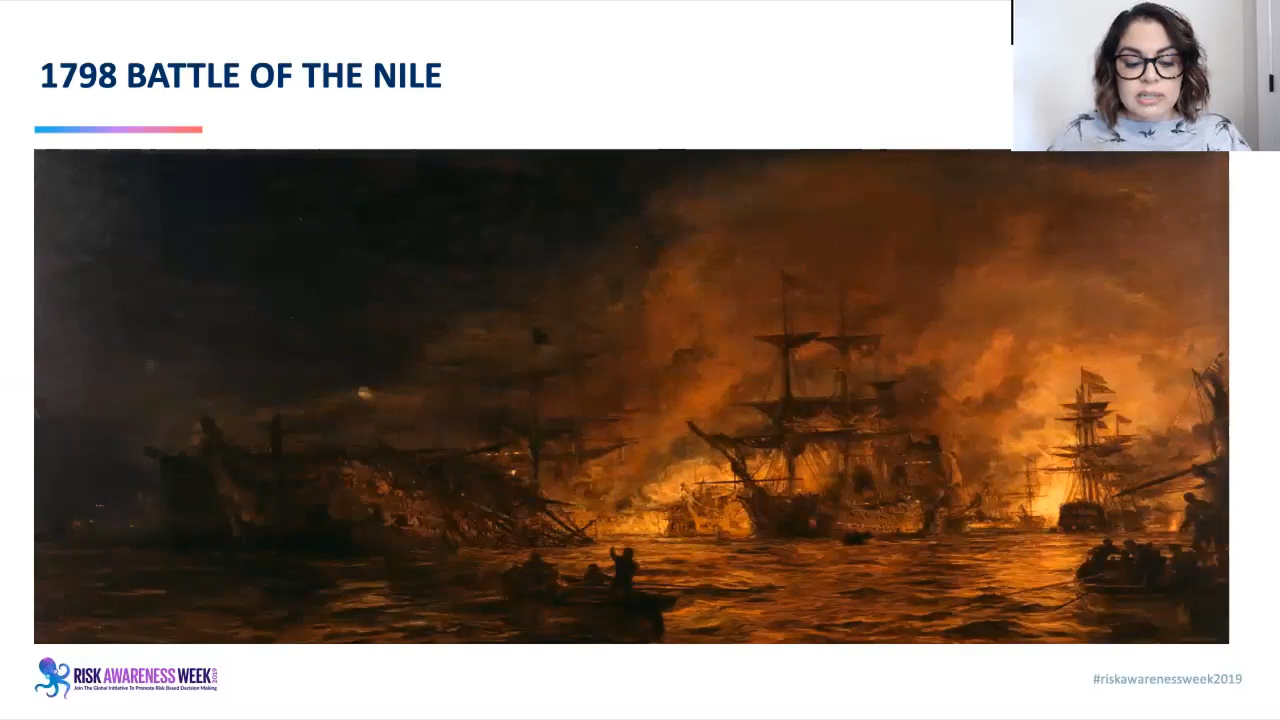 1798 BATTLE OF THE NILE
RISK AWARENESS WEEK 2019
Join The Global Initiative To Promote Risk Based Decision Making
#riskawarenessweek2019